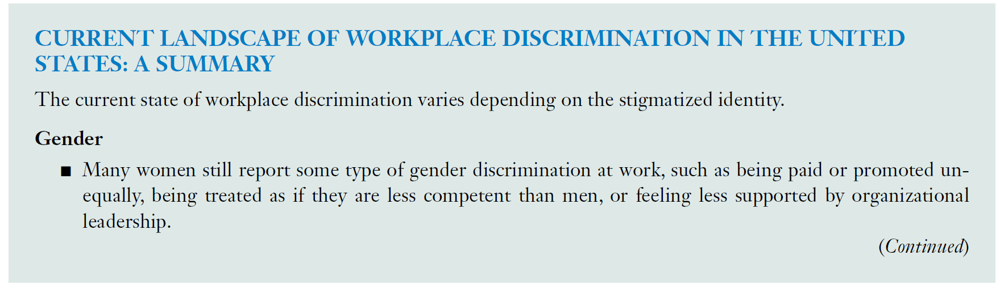 CURRENT LANDSCAPE OF WORKPLACE DISCRIMINATION IN THE UNITED
STATES: A SUMMARY
The current state of workplace discrimination varies depending on the stigmatized identity.
Gender
■ Many women still report some type of gender discrimination at work, such as being paid or promoted un-
equally, being treated as if they are less competent than men, or feeling less supported by organizational
leadership.
(Continued)